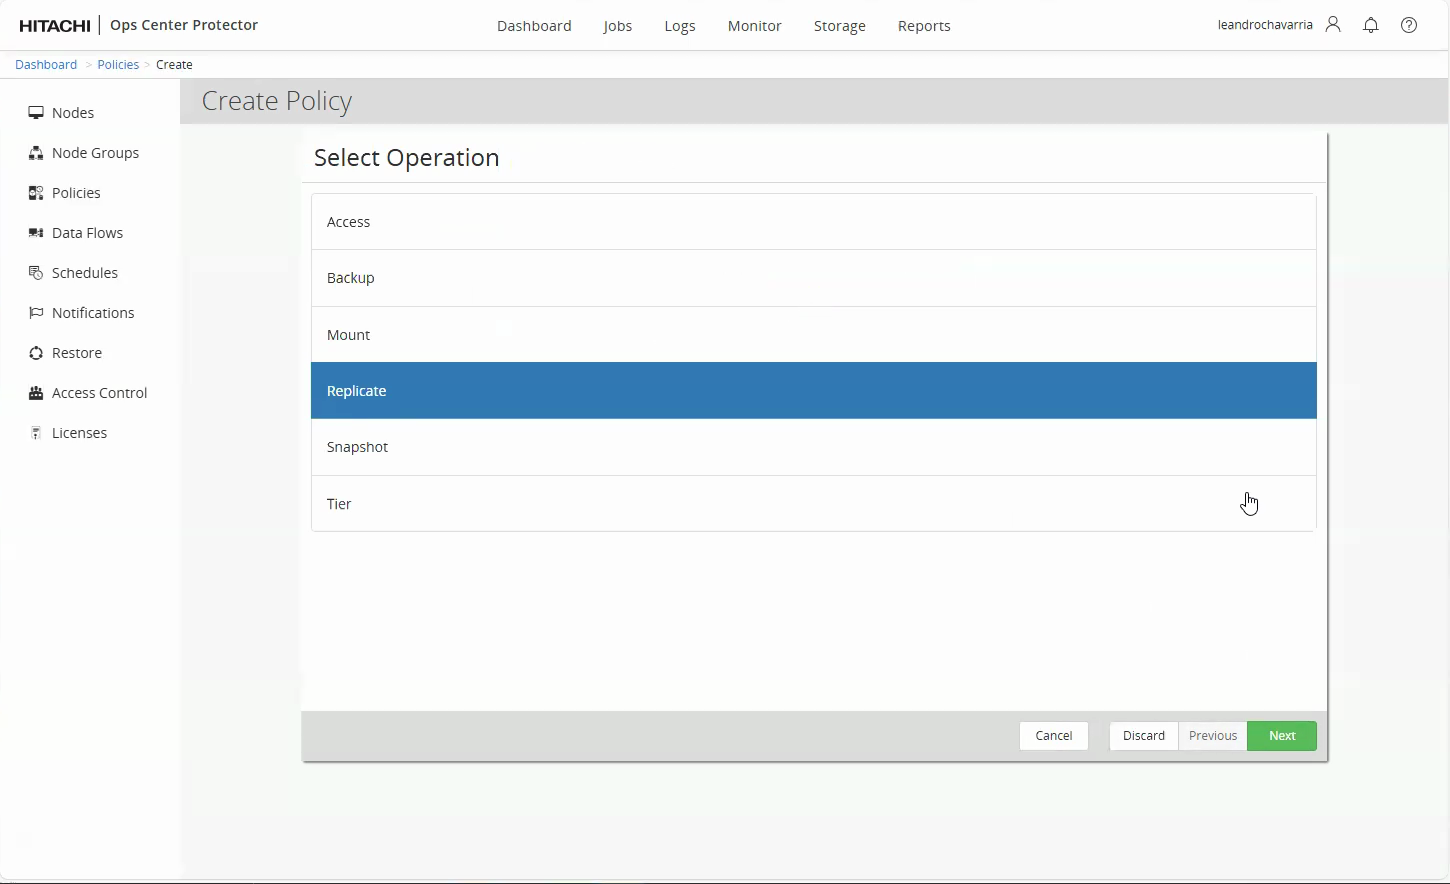 HITACHI Ops Center Protector
Dashboard Jobs Logs Monitor Storage Reports
leandrochavarria
Dashboard > Policies > Create
Nodes
Node Groups
Policies
Data Flows
Schedules
Notifications
Restore
Access Control
Licenses
Create Policy
Select Operation
Access
Backup
Mount
Replicate
Snapshot
Tier
Cancel Discard Previous Next